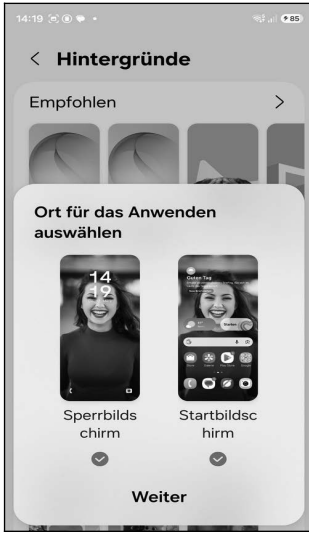 14:19
85
Hintergründe
Empfohlen
Ort für das Anwenden
auswählen
14
19
Guten Tag
Sperrbilds
chirm
Startbildsc
hirm
Weiter